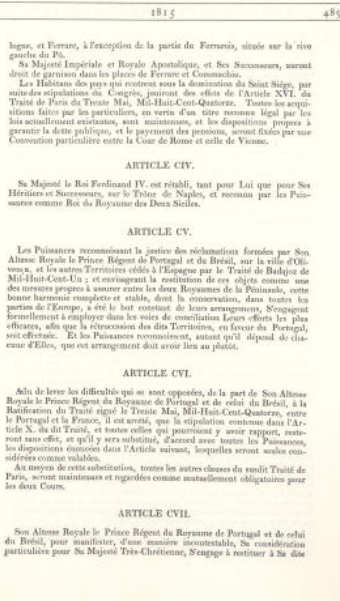 1815
485
logne, et Ferrare, à l'exception de la partie du Ferrarois, située sur la rive
gauche du Pô.
Sa Majesté Impériale et Royale Apostolique, et Ses Successeurs, auront
droit de garnison dans les places de Ferrare et Commachio.
Les Habitans des pays qui rentrent sous la domination du Saint Siége, par
suite des stipulations du Congrès, jouiront des effets de l'Article XVI. du
Traité de Paris du Trente Mai, Mil-Huit-Cent-Quatorze. Toutes les acqui-
sitions faites par les particuliers, en vertu d'un titre reconnu légal par les
lois actuellement existantes, sont maintenues, et les dispositions propres à
garantir la dette publique, et le payement des pensions, seront fixées par une
Convention particulière entre la Cour de Rome et celle de Vienne.
ARTICLE CIV.
Sa Majesté le Roi Ferdinand IV. est rétabli, tant pour Lui que pour Ses
Héritiers et Successeurs, sur le Trône de Naples, et reconnu par les Puis-
sances comme Roi du Royaume des Deux Siciles.
ARTICLE CV.
Les Puissances reconnoissant la justice des réclamations formées par Son
Altesse Royale le Prince Régent de Portugal et du Brésil, sur la ville d'Oli-
vença, et les autres Territoires cédés à l'Espagne par le Traité de Badajoz de
Mil-Huit-Cent-Un ; et envisageant la restitution de ces objets comme une
des mesures propres à assurer entre les deux Royaumes de la Péninsule, cette
bonne harmonie complette et stable, dont la conservation, dans toutes les
parties de l'Europe, a été le but constant de leurs arrangemens, S'engagent
formellement à employer dans les voies de conciliation Leurs efforts les plus
efficaces, afin que la rétrocession des dits Territoires, en faveur du Portugal,
soit effectuée. Et les Puissances reconnoissent, autant qu'il dépend de cha-
cune d'Elles, que cet arrangement doit avoir lieu au plutôt.
ARTICLE CVI.
Afin de lever les difficultés qui se sont opposées, de la part de Son Altesse
Royale le Prince Régent du Royaume de Portugal et de celui du Brésil, à la
Ratification du Traité signé le Trente Mai, Mil-Huit-Cent-Quatorze, entre
le Portugal et la France, il est arrêté, que la stipulation contenue dans l'Ar-
ticle X. du dit Traité, et toutes celles qui pourroient y avoir rapport, reste-
ront sans effet, et qu'il y sera substitué, d'accord avec toutes les Puissances,
les dispositions énoncées dans l'Article suivant, lesquelles seront seules con-
sidérées comme valables.
Au moyen de cette substitution, toutes les autres clauses du susdit Traité de
Paris, seront maintenues et regardées comme mutuellement obligatoires pour
les deux Cours.
ARTICLE CVII.
Son Altesse Royale le Prince Régent du Royaume de Portugal et de celui
du Brésil, pour manifester, d'une manière incontestable, Sa considération
particulière pour Sa Majesté Très-Chrétienne, S'engage à restituer à Sa dite